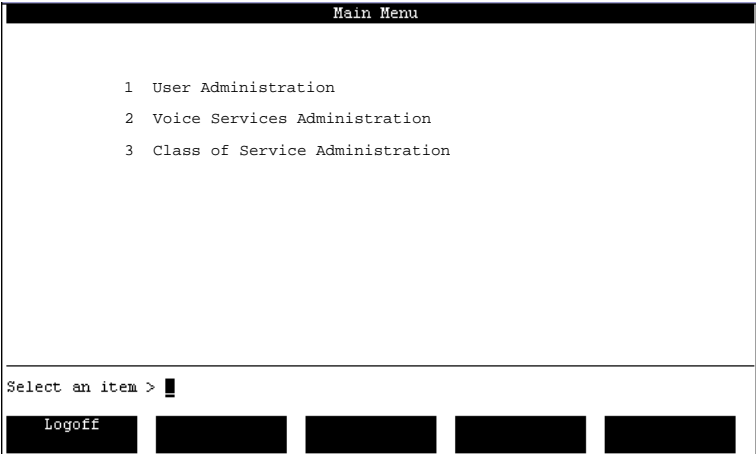 Main Menu
1 User Administration
2 Voice Services Administration
3 Class of Service Administration
Select an item >
Logoff